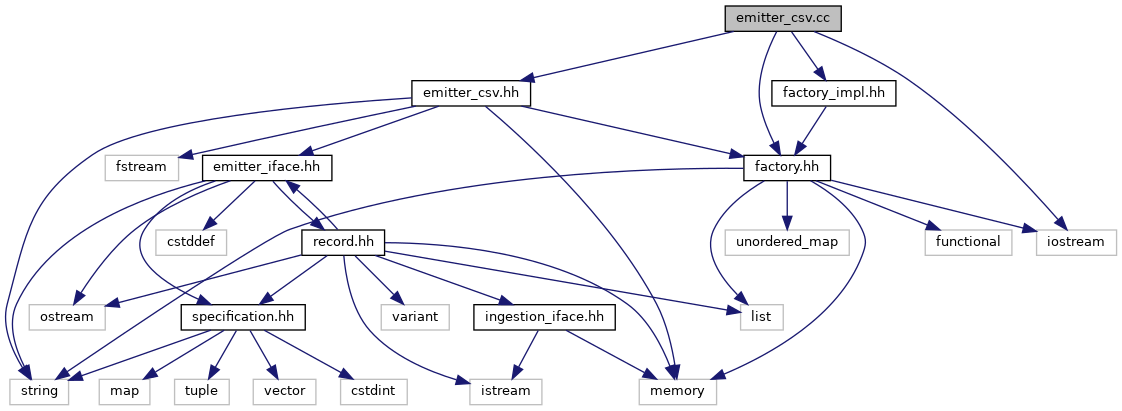 emitter_csv.cc
emitter_csv.hh
factory_impl.hh
fstream
emitter_iface.hh
factory.hh
cstddef
record.hh
unordered_map
functional
iostream
ostream
specification.hh
variant
ingestion_iface.hh
list
string
map
tuple
vector
cstdint
istream
memory